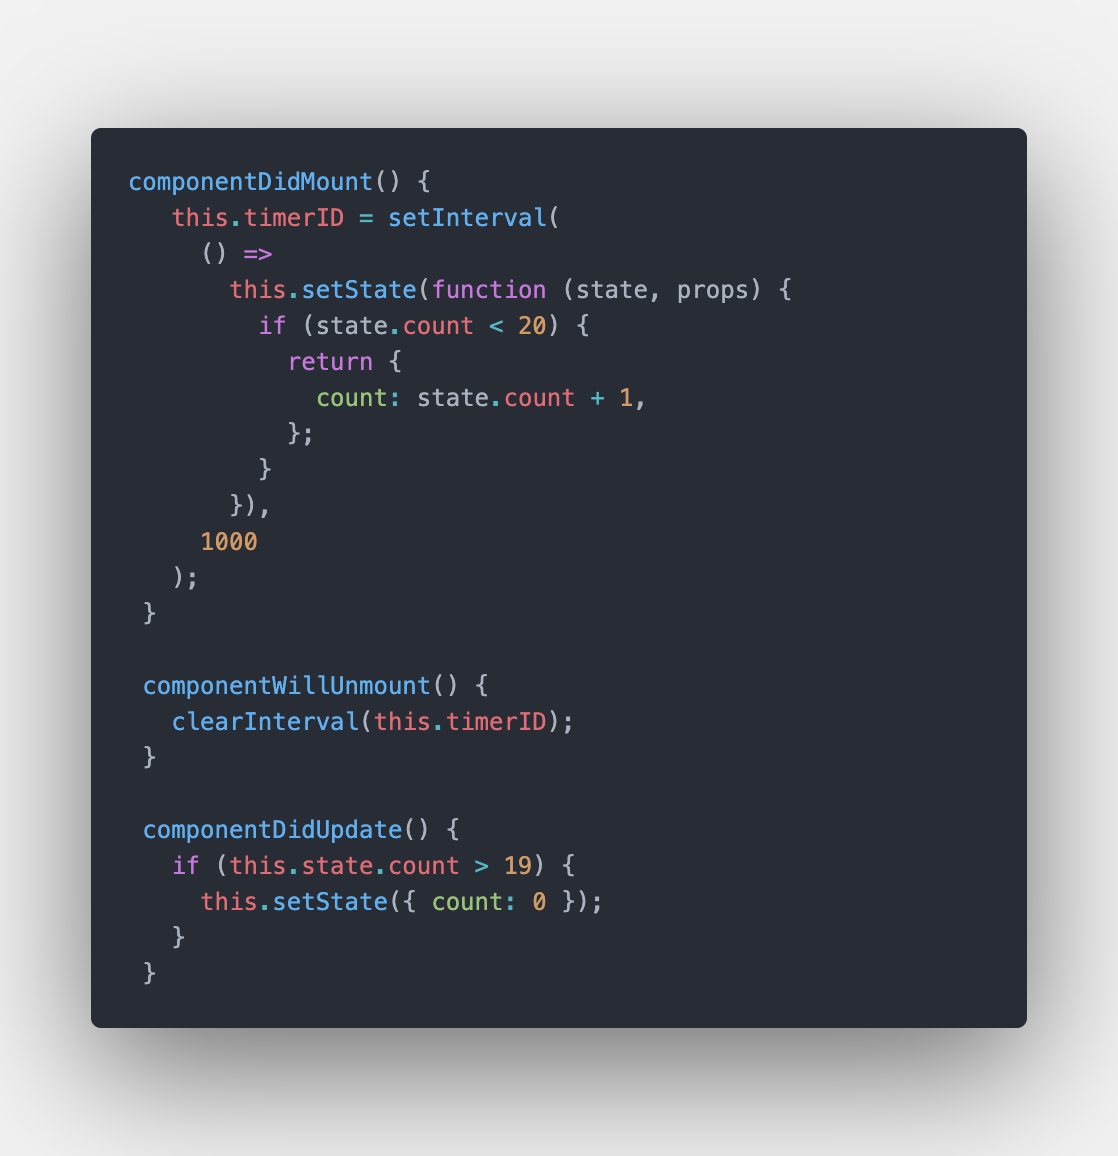 componentDidMount() {
   this.timerID = setInterval(
     () =>
       this.setState(function (state, props) {
         if (state.count < 20) {
           return {
             count: state.count + 1,
           };
         }
       }),
     1000
   );
 }

 componentWillUnmount() {
   clearInterval(this.timerID);
 }

 componentDidUpdate() {
   if (this.state.count > 19) {
     this.setState({ count: 0 });
   }
 }